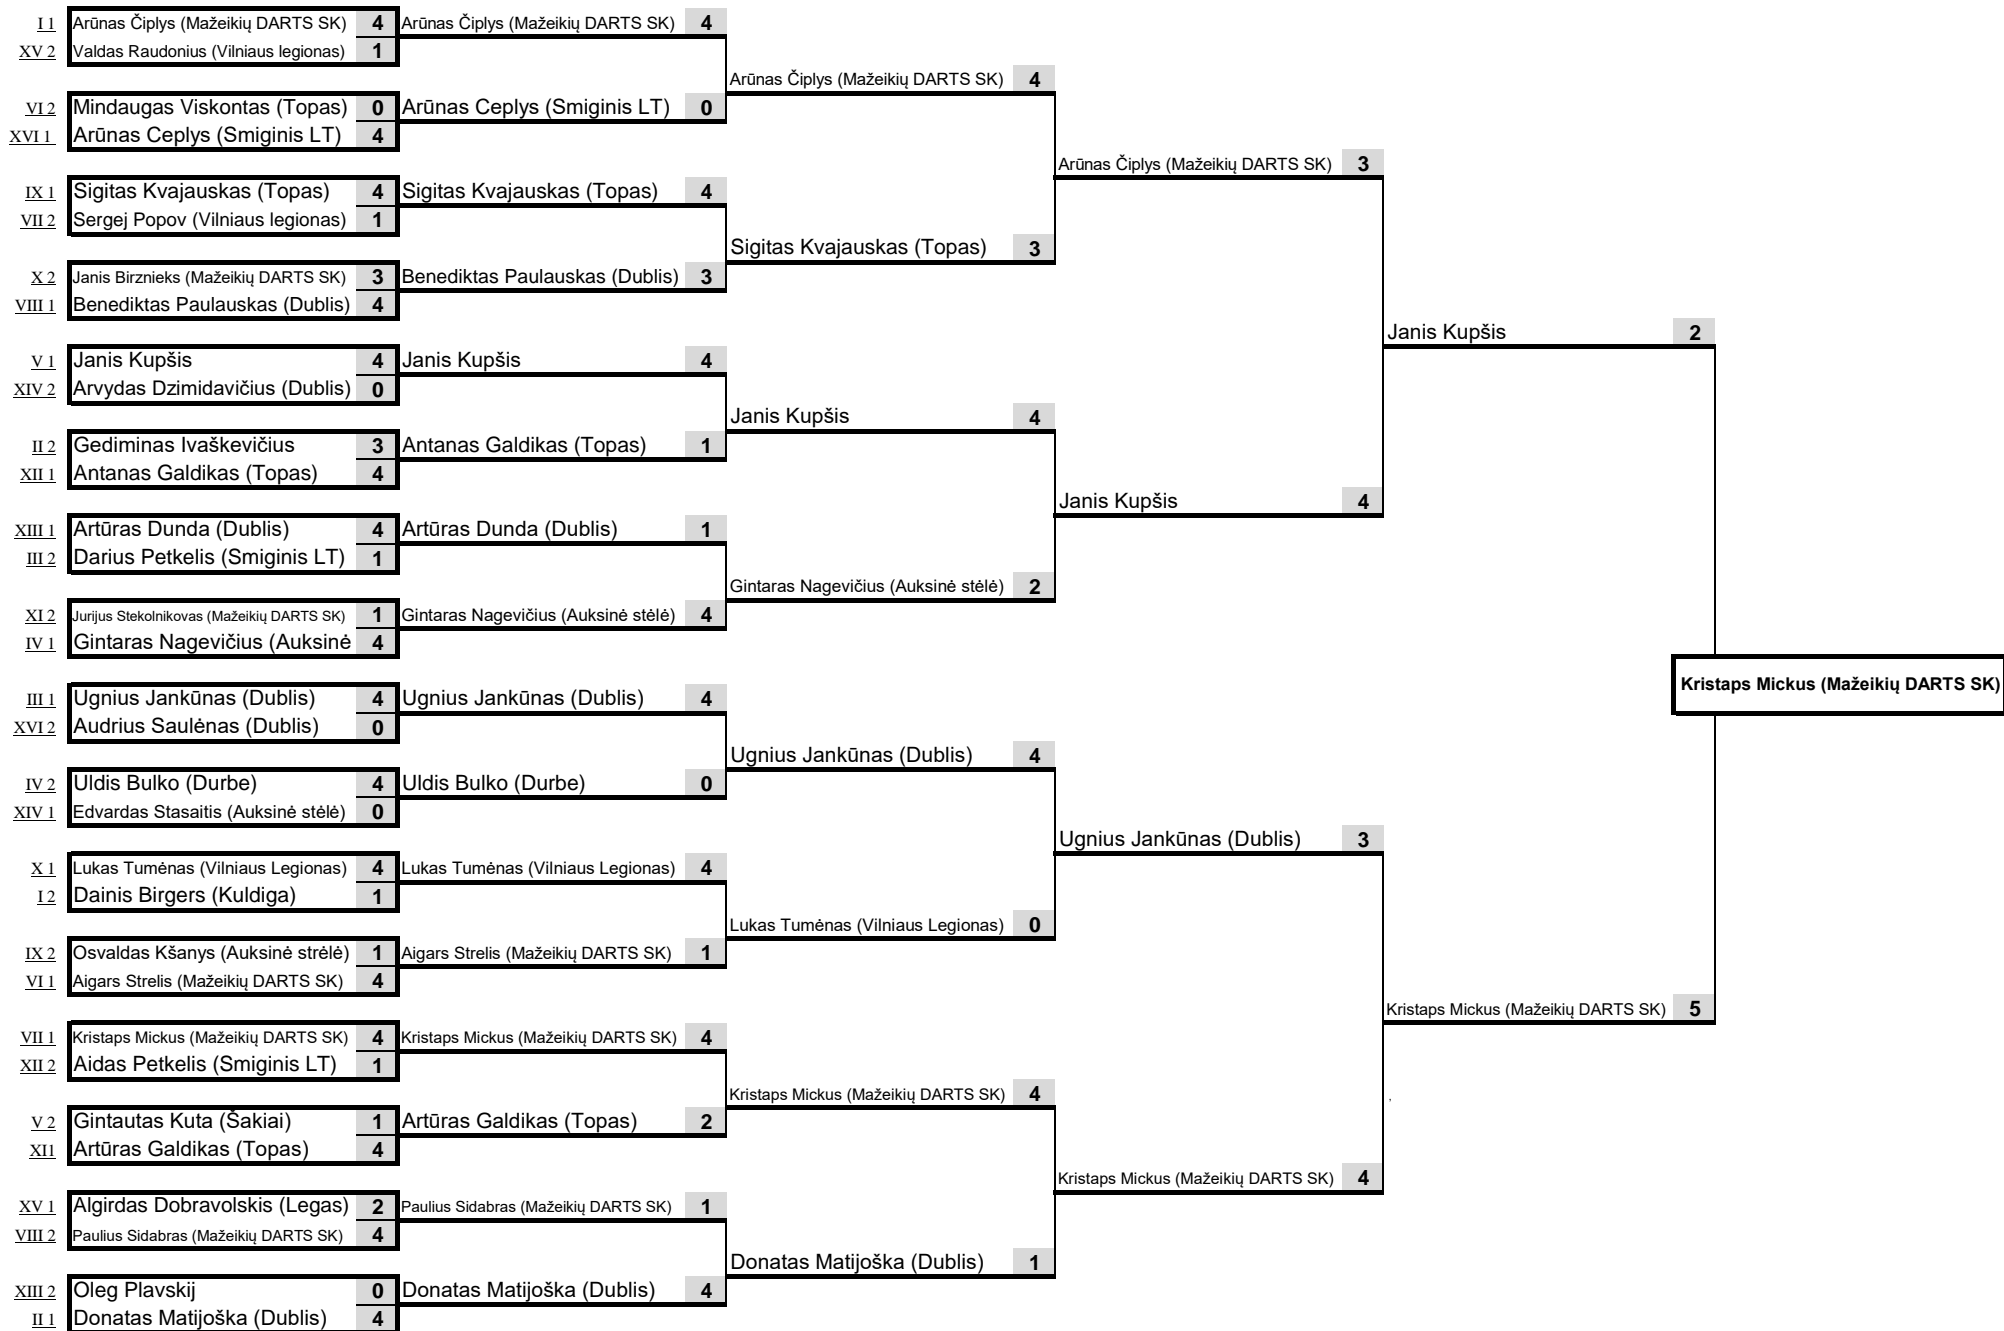 I 1 Arūnas Čiplys (Mažeikių DARTS SK) 4 Arūnas Čiplys (Mažeikių DARTS SK) 4
XV 2 Valdas Raudonius (Vilniaus legionas) 1
Arūnas Čiplys (Mažeikių DARTS SK) 4
VI 2 Mindaugas Viskontas (Topas) 0 Arūnas Ceplys (Smiginis LT) 0
XVI 1 Arūnas Ceplys (Smiginis LT) 4
Arūnas Čiplys (Mažeikių DARTS SK) 3
IX 1 Sigitas Kvajauskas (Topas) 4 Sigitas Kvajauskas (Topas) 4
VII 2 Sergej Popov (Vilniaus legionas) 1
Sigitas Kvajauskas (Topas) 3
X 2 Janis Birznieks (Mažeikių DARTS SK) 3 Benediktas Paulauskas (Dublis) 3
VIII 1 Benediktas Paulauskas (Dublis) 4
Janis Kupšis 2
V 1 Janis Kupšis 4 Janis Kupšis 4
XIV 2 Arvydas Dzimidavičius (Dublis) 0
Janis Kupšis 4
II 2 Gediminas Ivaškevičius 3 Antanas Galdikas (Topas) 1
XII 1 Antanas Galdikas (Topas) 4
Janis Kupšis 4
XIII 1 Artūras Dunda (Dublis) 4 Artūras Dunda (Dublis) 1
III 2 Darius Petkelis (Smiginis LT) 1
Gintaras Nagevičius (Auksinė stėlė) 2
XI 2 Jurijus Stekolnikovas (Mažeikių DARTS SK) 1 Gintaras Nagevičius (Auksinė stėlė) 4
IV 1 Gintaras Nagevičius (Auksinė 4
Kristaps Mickus (Mažeikių DARTS SK)
III 1 Ugnius Jankūnas (Dublis) 4 Ugnius Jankūnas (Dublis) 4
XVI 2 Audrius Saulėnas (Dublis) 0
Ugnius Jankūnas (Dublis) 4
IV 2 Uldis Bulko (Durbe) 4 Uldis Bulko (Durbe) 0
XIV 1 Edvardas Stasaitis (Auksinė stėlė) 0
Ugnius Jankūnas (Dublis) 3
X 1 Lukas Tumėnas (Vilniaus Legionas) 4 Lukas Tumėnas (Vilniaus Legionas) 4
I 2 Dainis Birgers (Kuldiga) 1
Lukas Tumėnas (Vilniaus Legionas) 0
IX 2 Osvaldas Kšanys (Auksinė strėlė) 1 Aigars Strelis (Mažeikių DARTS SK) 1
VI 1 Aigars Strelis (Mažeikių DARTS SK) 4
Kristaps Mickus (Mažeikių DARTS SK) 5
VII 1 Kristaps Mickus (Mažeikių DARTS SK) 4 Kristaps Mickus (Mažeikių DARTS SK) 4
XII 2 Aidas Petkelis (Smiginis LT) 1
Kristaps Mickus (Mažeikių DARTS SK) 4
,
V 2 Gintautas Kuta (Šakiai) 1 Artūras Galdikas (Topas) 2
XI1 Artūras Galdikas (Topas) 4
Kristaps Mickus (Mažeikių DARTS SK) 4
XV 1 Algirdas Dobravolskis (Legas) 2 Paulius Sidabras (Mažeikių DARTS SK) 1
VIII 2 Paulius Sidabras (Mažeikių DARTS SK) 4
Donatas Matijoška (Dublis) 1
XIII 2 Oleg Plavskij 0 Donatas Matijoška (Dublis) 4
II 1 Donatas Matijoška (Dublis) 4